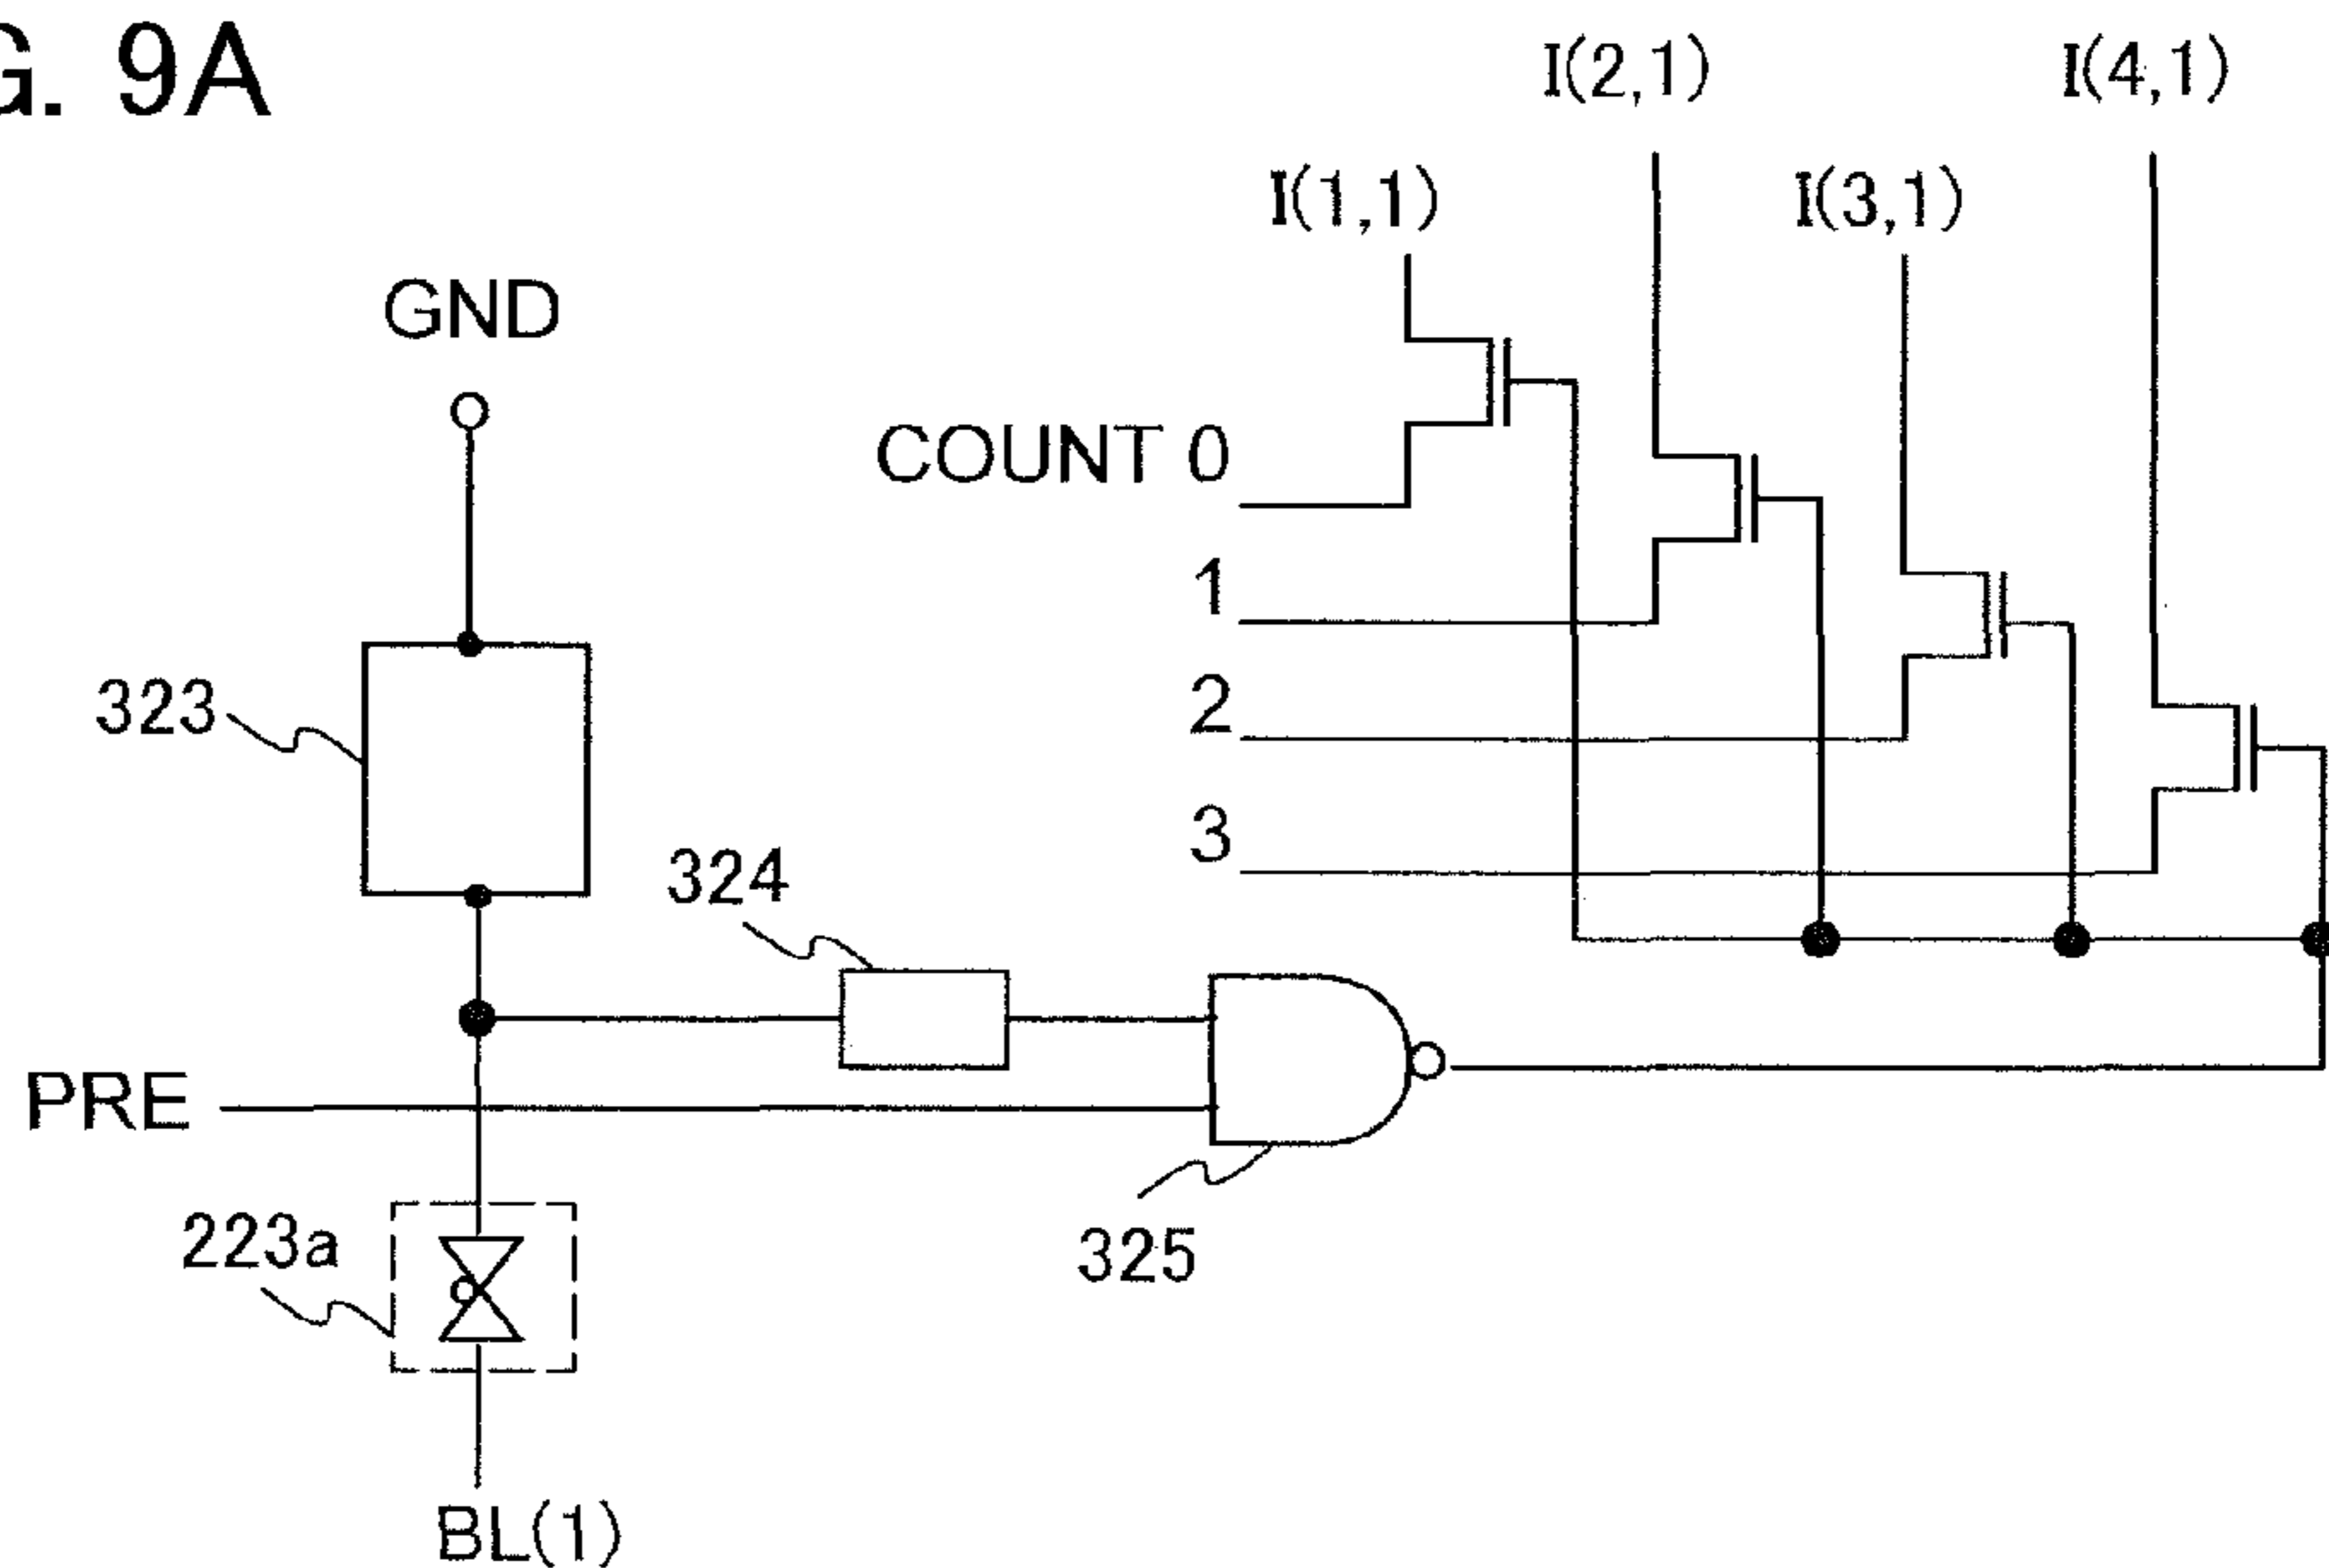 G. 9A
I(2,1)
I(4,1)
I(1,1)
I(3,1)
GND
COUNT 0
1
323
2
3
324
PRE
223a
325
BL(1)